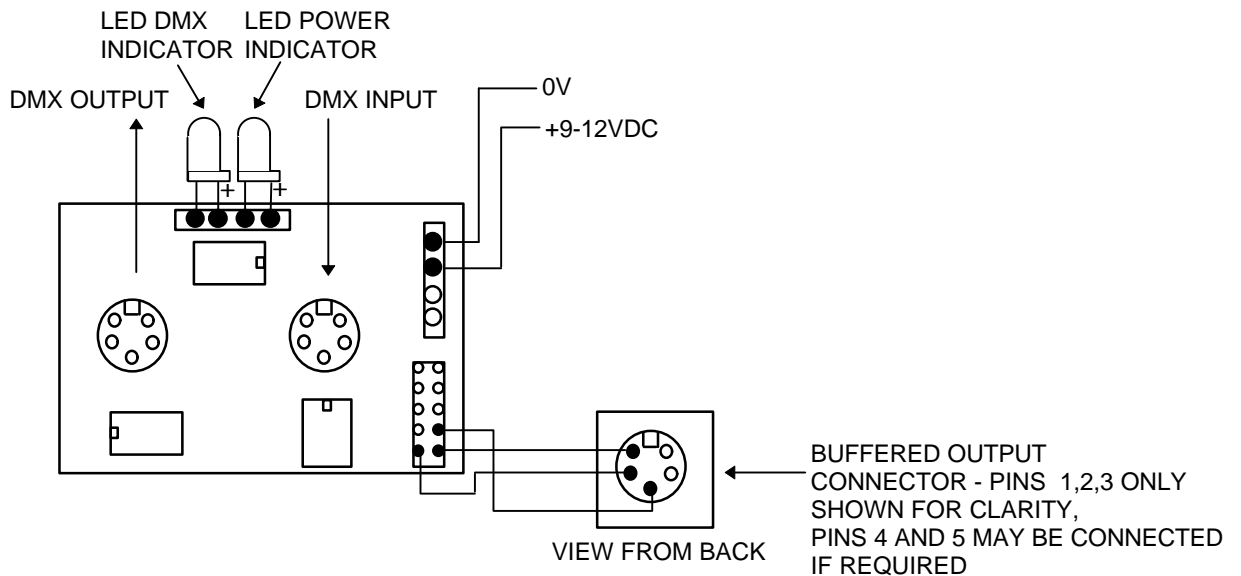 LED DMX
INDICATOR
LED POWER
INDICATOR
DMX OUTPUT
DMX INPUT
0V
+9-12VDC
+
+
BUFFERED OUTPUT
CONNECTOR - PINS 1,2,3 ONLY
SHOWN FOR CLARITY,
PINS 4 AND 5 MAY BE CONNECTED
IF REQUIRED
VIEW FROM BACK